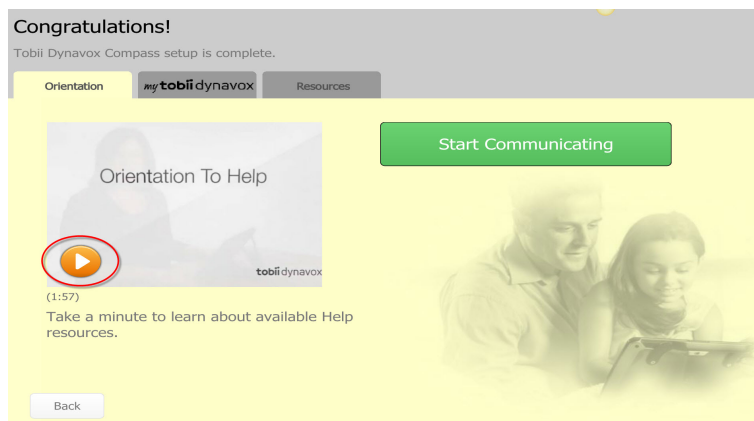 Congratulations!
Tobii Dynavox Compass setup is complete.
Orientation
my tobii dynavox
Resources
Orientation To Help
tobii dynavox
(1:57)
Take a minute to learn about available Help
resources.
Start Communicating
Back